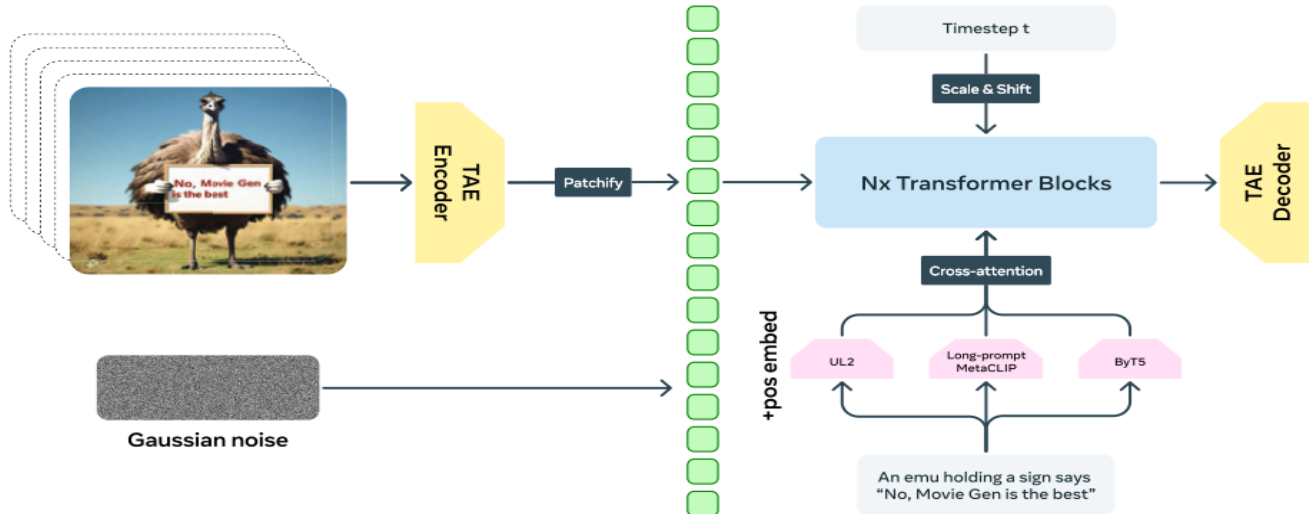 No, Movie Gen
is the best
TAE
Encoder
Patchify
Gaussian noise
+pos embed
Timestep t
Scale & Shift
Nx Transformer Blocks
TAE
Decoder
Cross-attention
UL2
Long-prompt
MetaCLIP
ByT5
An emu holding a sign says
“No, Movie Gen is the best”